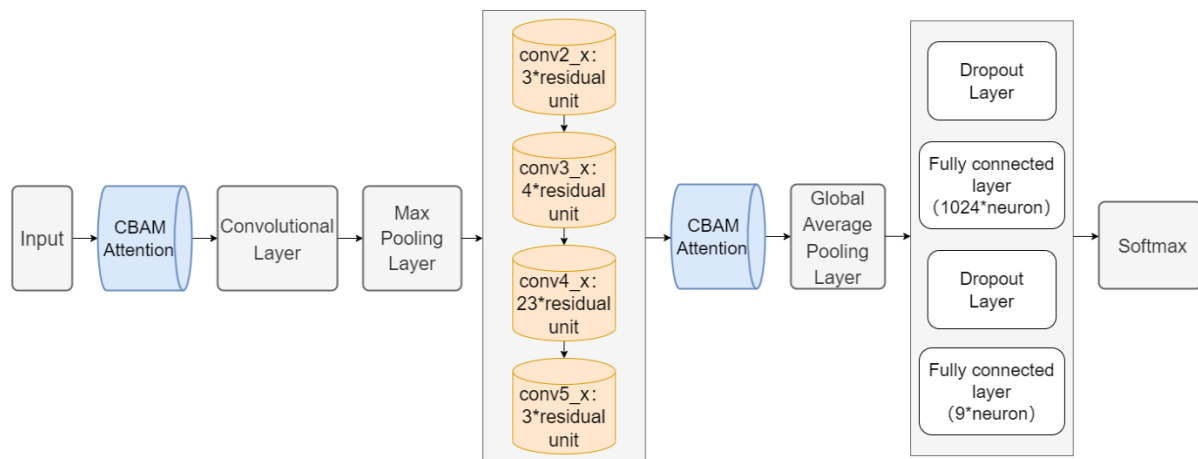 Input
CBAM
Attention
Convolutional
Layer
Max
Pooling
Layer
conv2_x:
3*residual
unit
conv3_x:
4*residual
unit
conv4_x:
23*residual
unit
conv5_x:
3*residual
unit
CBAM
Attention
Global
Average
Pooling
Layer
Dropout
Layer
Fully connected
layer
（1024*neuron）
Dropout
Layer
Fully connected
layer
（9*neuron）
Softmax